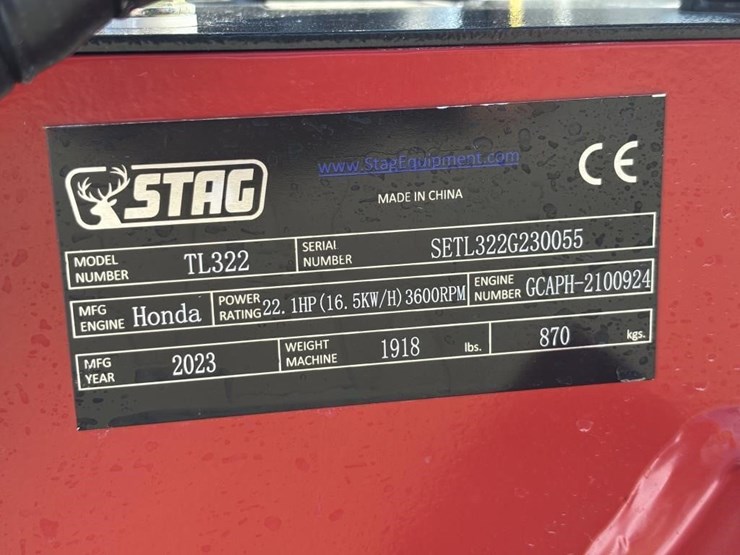 STAG
www.StagEquipment.com
CE
MADE IN CHINA
MODEL NUMBER TL322 SERIAL NUMBER SETL322G230055
MFG ENGINE Honda POWER RATING 22.1HP(16.5KW/H)3600RPM ENGINE NUMBER GCAPH-2100924
MFG YEAR 2023 WEIGHT MACHINE 1918 lbs. 870 kgs.